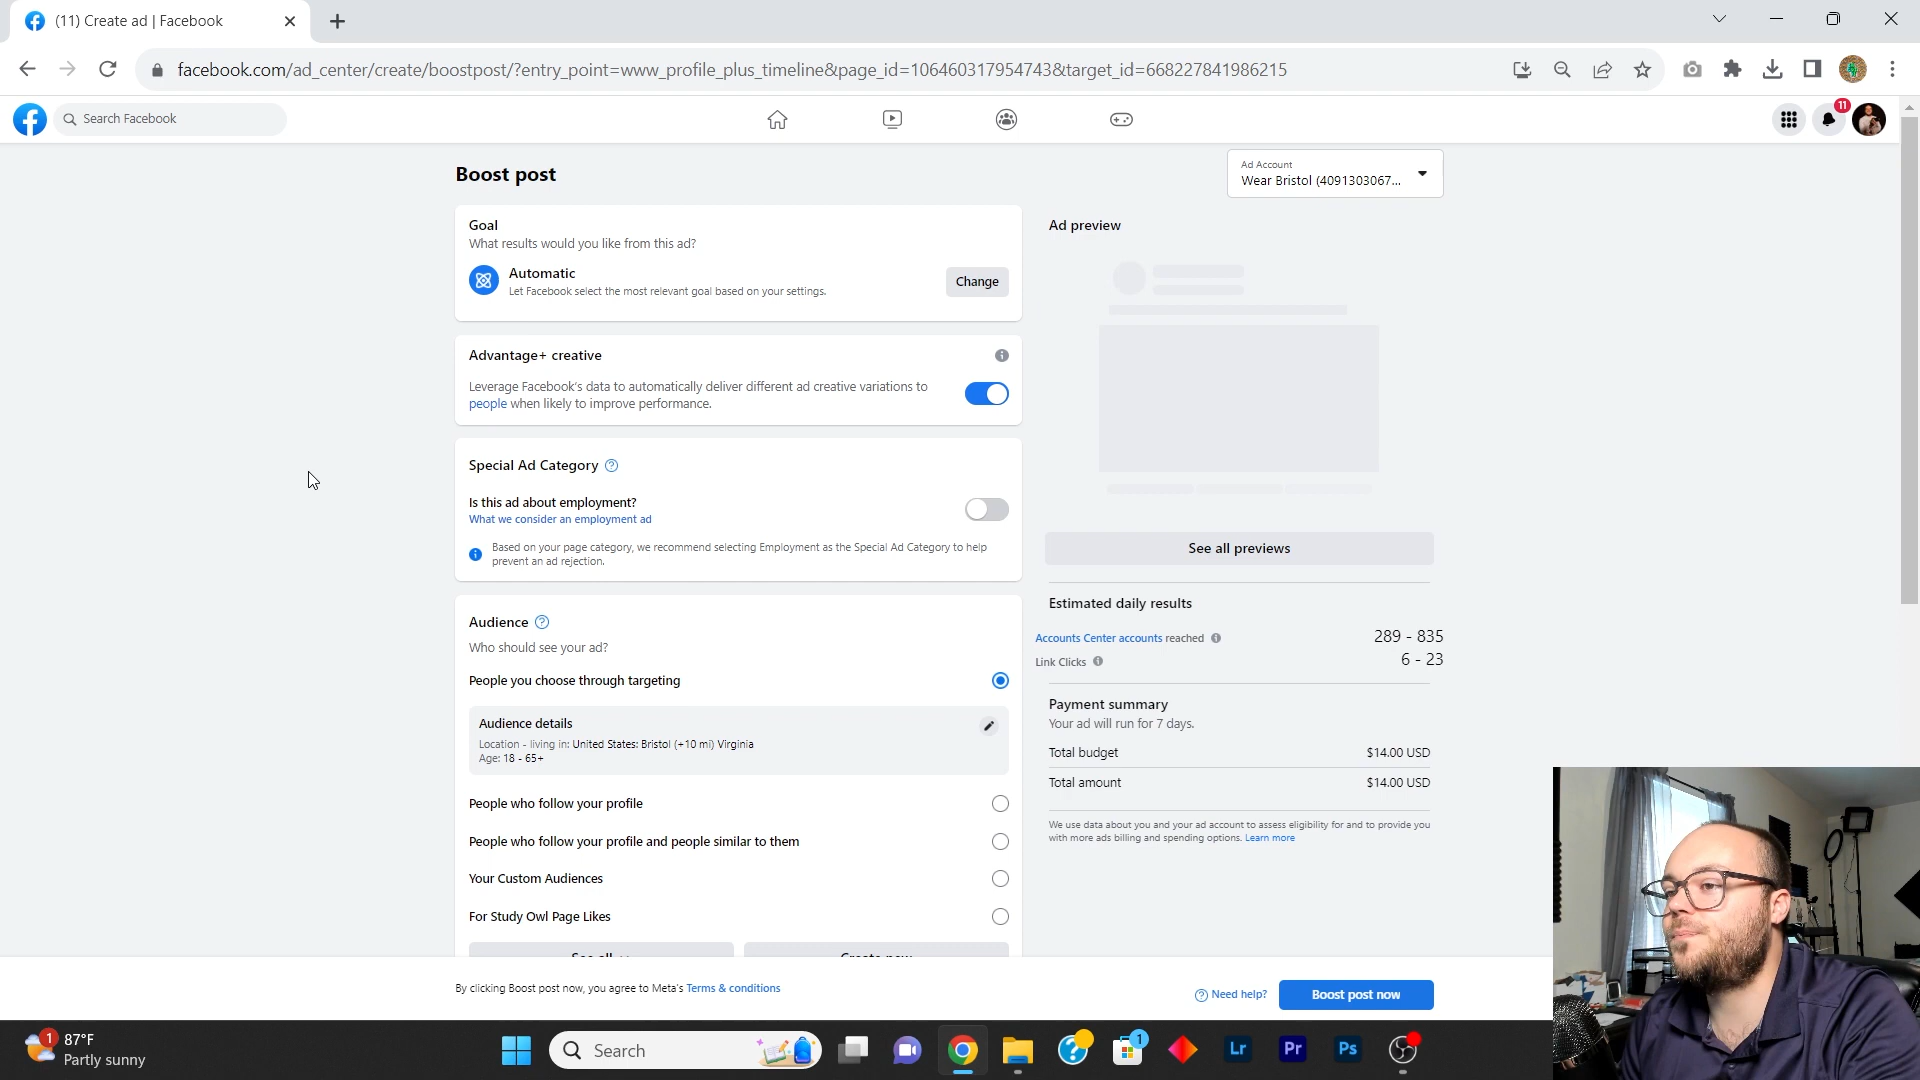 (11) Create ad | Facebook
facebook.com/ad_center/create/boostpost/?entry_point=www_profile_plus_timeline&page_id=106460317954743&target_id=668227841986215
Search Facebook
11
Boost post
Ad Account
Wear Bristol (4091303067...
Goal
What results would you like from this ad?
Automatic
Let Facebook select the most relevant goal based on your settings.
Change
Advantage+ creative
Leverage Facebook's data to automatically deliver different ad creative variations to
people when likely to improve performance.
Special Ad Category
Is this ad about employment?
What we consider an employment ad
Based on your page category, we recommend selecting Employment as the Special Ad Category to help
prevent an ad rejection.
Audience
Who should see your ad?
People you choose through targeting
Audience details
Location - living in: United States: Bristol (+10 mi) Virginia
Age: 18 - 65+
People who follow your profile
People who follow your profile and people similar to them
Your Custom Audiences
For Study Owl Page Likes
See all
Create new
Ad preview
See all previews
Estimated daily results
Accounts Center accounts reached
289 - 835
Link Clicks
6 - 23
Payment summary
Your ad will run for 7 days.
Total budget
$14.00 USD
Total amount
$14.00 USD
We use data about you and your ad account to assess eligibility for and to provide you
with more ads billing and spending options. Learn more
By clicking Boost post now, you agree to Meta's Terms & conditions
Need help?
Boost post now
1
87°F
Partly sunny
Search
1
Lr
Pr
Ps